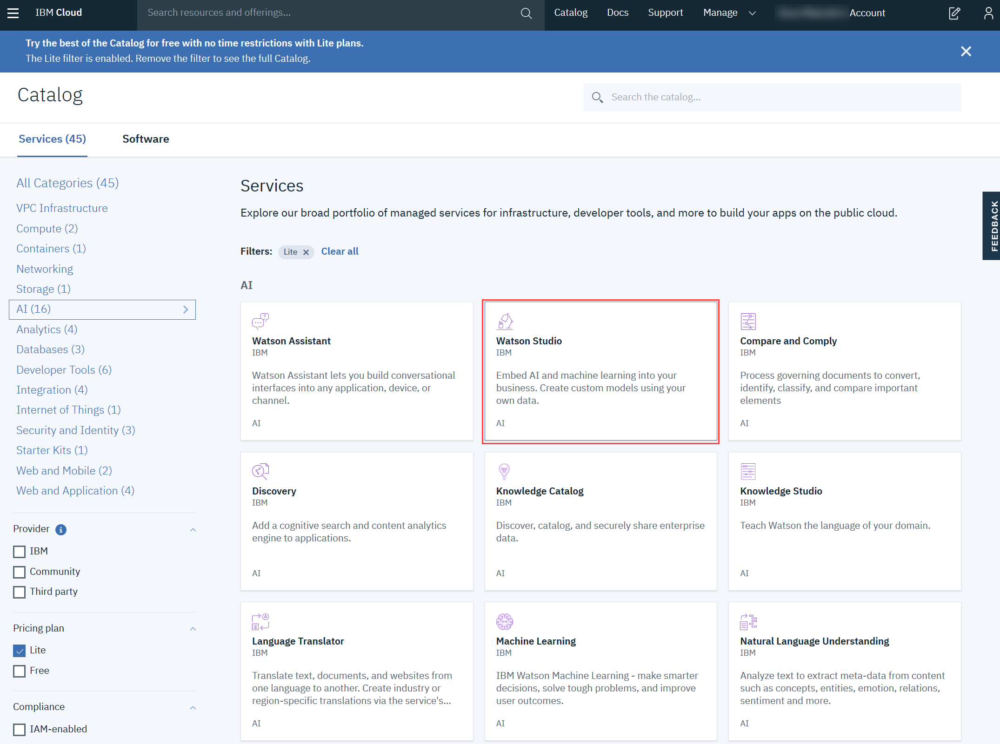 IBM Cloud
Search resources and offerings...
Catalog
Docs
Support
Manage
Account
Try the best of the Catalog for free with no time restrictions with Lite plans.
The Lite filter is enabled. Remove the filter to see the full Catalog.
Catalog
Search the catalog...
Services (45)
Software
All Categories (45)
VPC Infrastructure
Compute (2)
Containers (1)
Networking
Storage (1)
AI (16)
Analytics (4)
Databases (3)
Developer Tools (6)
Integration (4)
Internet of Things (1)
Security and Identity (3)
Starter Kits (1)
Web and Mobile (2)
Web and Application (4)
Provider
IBM
Community
Third party
Pricing plan
Lite
Free
Compliance
IAM-enabled
Services
Explore our broad portfolio of managed services for infrastructure, developer tools, and more to build your apps on the public cloud.
Filters: Lite Clear all
AI
Watson Assistant
IBM
Watson Assistant lets you build conversational
interfaces into any application, device, or
channel.
AI
Watson Studio
IBM
Embed AI and machine learning into your
business. Create custom models using your
own data.
AI
Compare and Comply
IBM
Process governing documents to convert,
identify, classify, and compare important
elements
AI
Discovery
IBM
Add a cognitive search and content analytics
engine to applications.
AI
Knowledge Catalog
IBM
Discover, catalog, and securely share enterprise
data.
AI
Knowledge Studio
IBM
Teach Watson the language of your domain.
AI
Language Translator
IBM
Translate text, documents, and websites from
one language to another. Create industry or
region-specific translations via the service's...
AI
Machine Learning
IBM
IBM Watson Machine Learning - make smarter
decisions, solve tough problems, and improve
user outcomes.
AI
Natural Language Understanding
IBM
Analyze text to extract meta-data from content
such as concepts, entities, emotion, relations,
sentiment and more.
AI
FEEDBACK